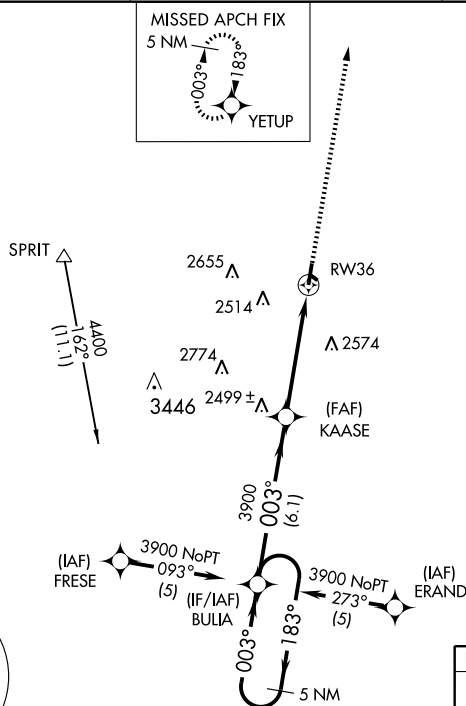 MISSED APCH FIX
5 NM
003°
183°
YETUP
SPRIT
4400
162°
(11.1)
2655
2514
RW36
2574
2774
3446
2499 ±
(FAF)
KAASE
3900
003°
(6.1)
(IAF)
FRESE
3900 NoPT
093°
(5)
(IF/IAF)
BULIA
3900 NoPT
273°
(5)
(IAF)
ERAND
003°
183°
5 NM